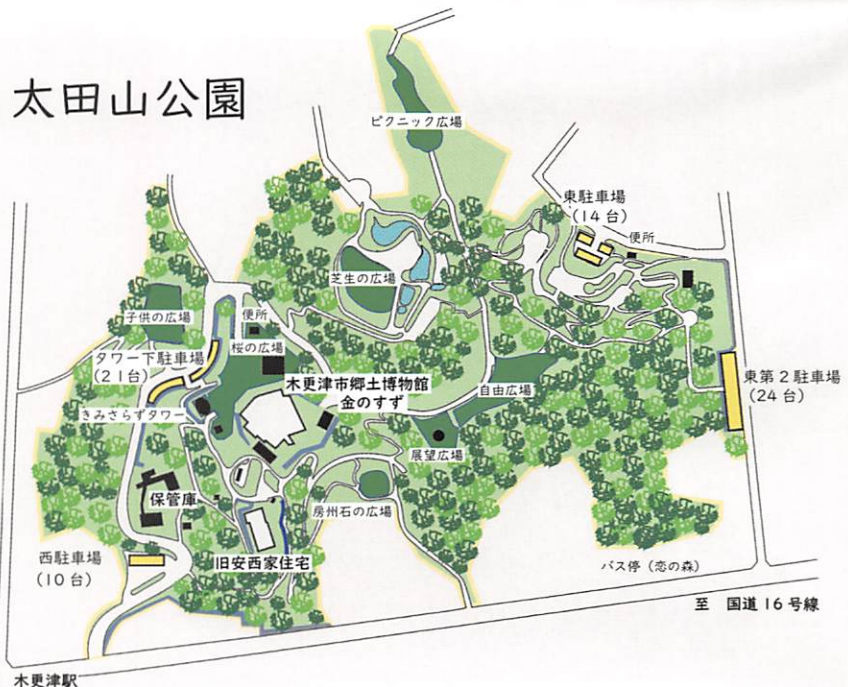 太田山公園
ピクニック広場
東駐車場
(14台)
便所
芝生の広場
子供の広場
便所
桜の広場
タワー下駐車場
(21台)
木更津市郷土博物館
金のすず
自由広場
東第2駐車場
(24台)
きみさらずタワー
展望広場
保管庫
房州石の広場
旧安西家住宅
西駐車場
(10台)
バス停（恋の森）
至　国道16号線
木更津駅